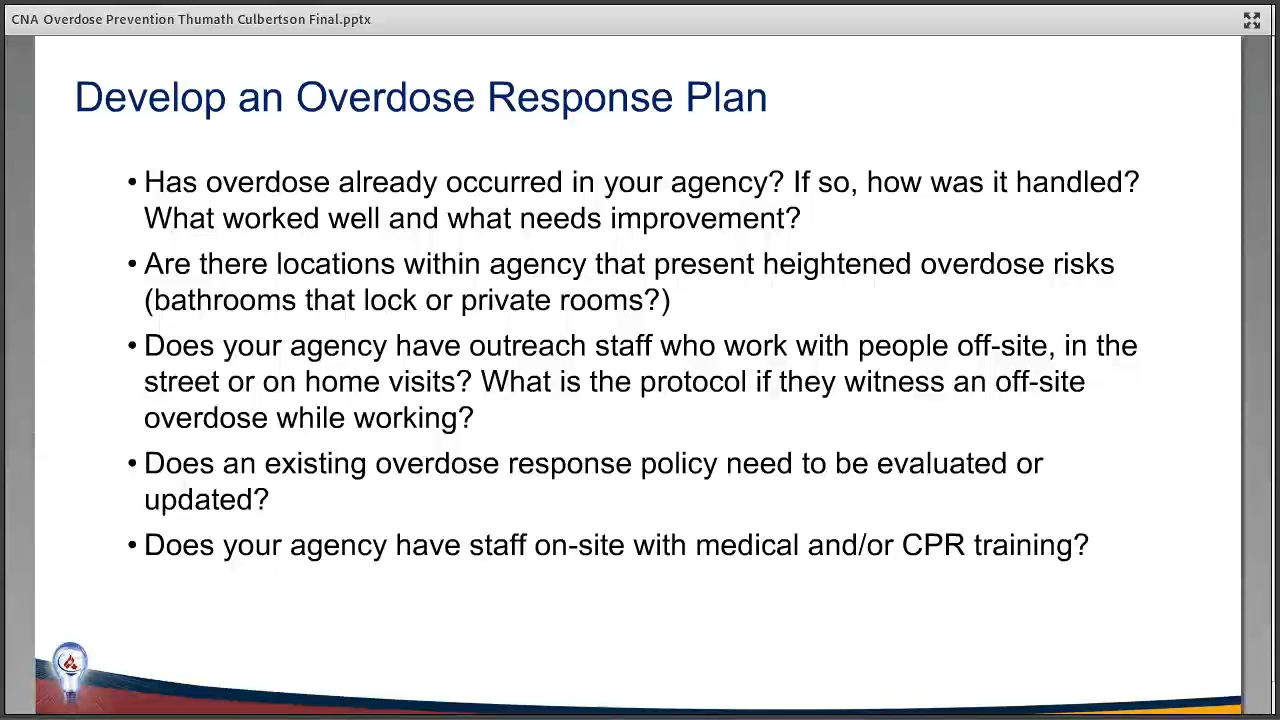 CNA Overdose Prevention Thumath Culbertson Final.pptx
Develop an Overdose Response Plan
• Has overdose already occurred in your agency? If so, how was it handled?
What worked well and what needs improvement?
• Are there locations within agency that present heightened overdose risks
(bathrooms that lock or private rooms?)
• Does your agency have outreach staff who work with people off-site, in the
street or on home visits? What is the protocol if they witness an off-site
overdose while working?
• Does an existing overdose response policy need to be evaluated or
updated?
• Does your agency have staff on-site with medical and/or CPR training?